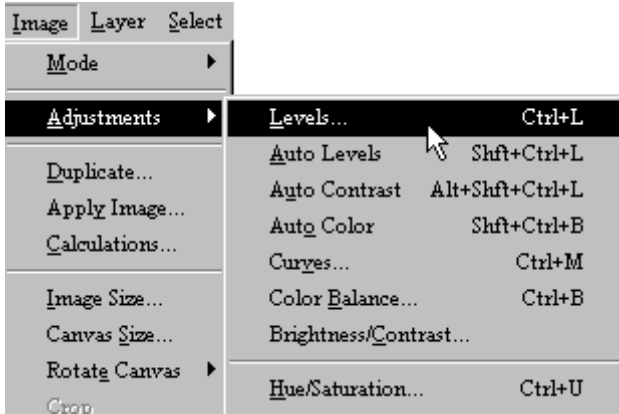 Image Layer Select
Mode
Adjustments
Duplicate...
Apply Image...
Calculations...
Image Size...
Canvas Size...
Rotate Canvas
Crop
Levels... Ctrl+L
Auto Levels Shft+Ctrl+L
Auto Contrast Alt+Shft+Ctrl+L
Auto Color Shft+Ctrl+B
Curves... Ctrl+M
Color Balance... Ctrl+B
Brightness/Contrast...
Hue/Saturation... Ctrl+U